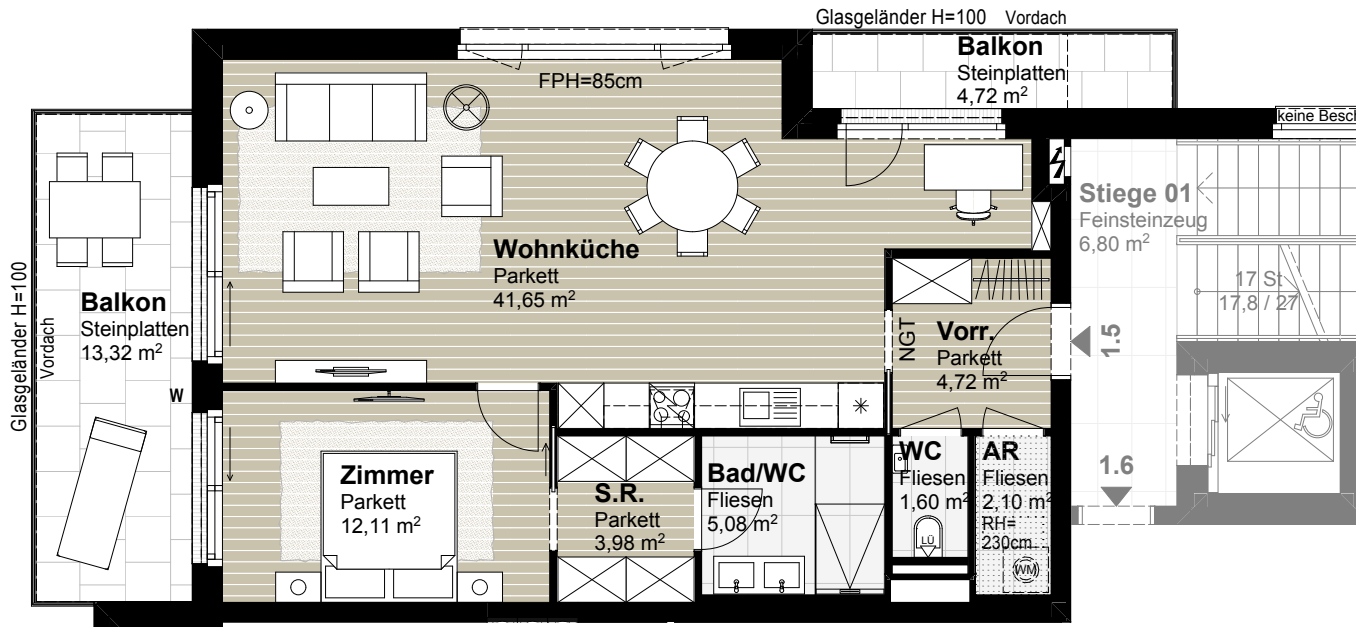 Glasgeländer H=100 Vordach
Balkon
Steinplatten
4,72 m²
FPH=85cm
keine Besch
Stiege 01
Feinsteinzeug
6,80 m²
17 St
17,8 / 27
Wohnküche
Parkett
41,65 m²
Glasgeländer H=100
Vordach
Balkon
Steinplatten
13,32 m²
W
NGT
Vorr.
Parkett
4,72 m²
1.5
Zimmer
Parkett
12,11 m²
S.R.
Parkett
3,98 m²
Bad/WC
Fliesen
5,08 m²
WC
Fliesen
1,60 m²
LÜ
AR
Fliesen
2,10 m²
RH=
230cm
WM
1.6